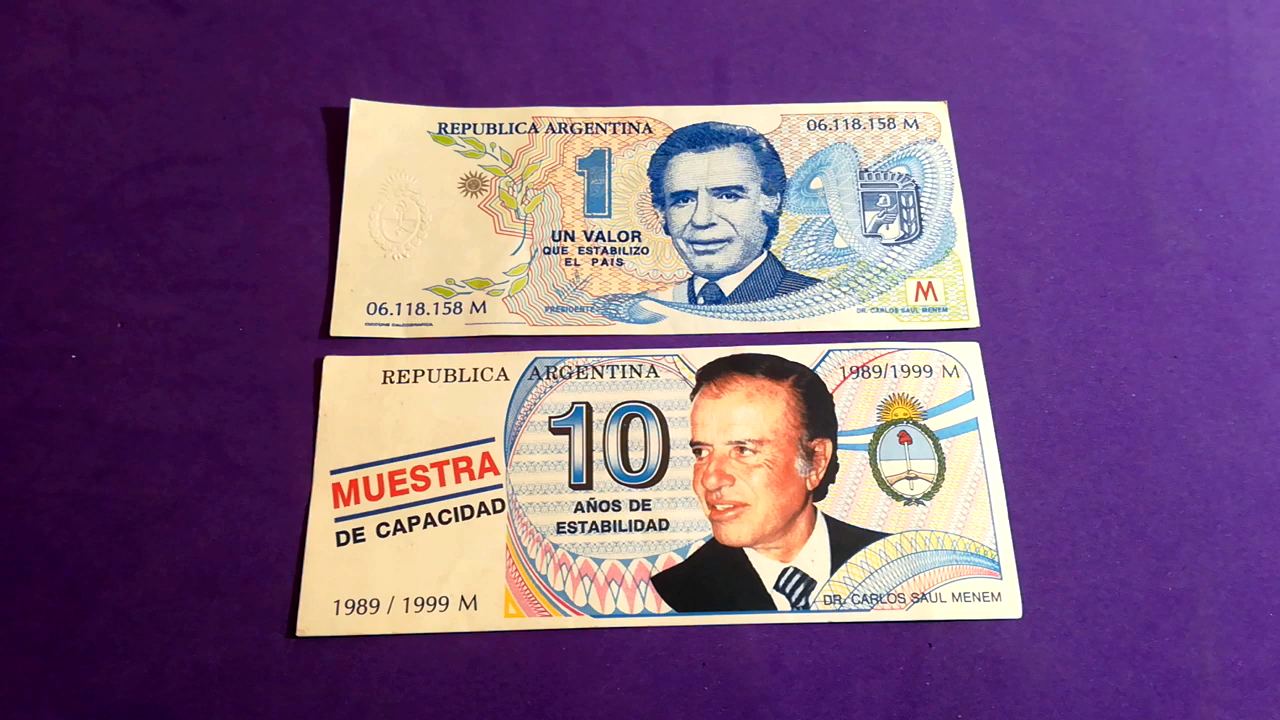 REPUBLICA ARGENTINA
06.118.158 M
1
UN VALOR
QUE ESTABILIZO
EL PAIS
M
06.118.158 M
PRESIDENTE
DR. CARLOS SAUL MENEM
REPUBLICA ARGENTINA
1989/1999 M
10
AÑOS DE
ESTABILIDAD
MUESTRA
DE CAPACIDAD
1989 / 1999 M
DR. CARLOS SAUL MENEM